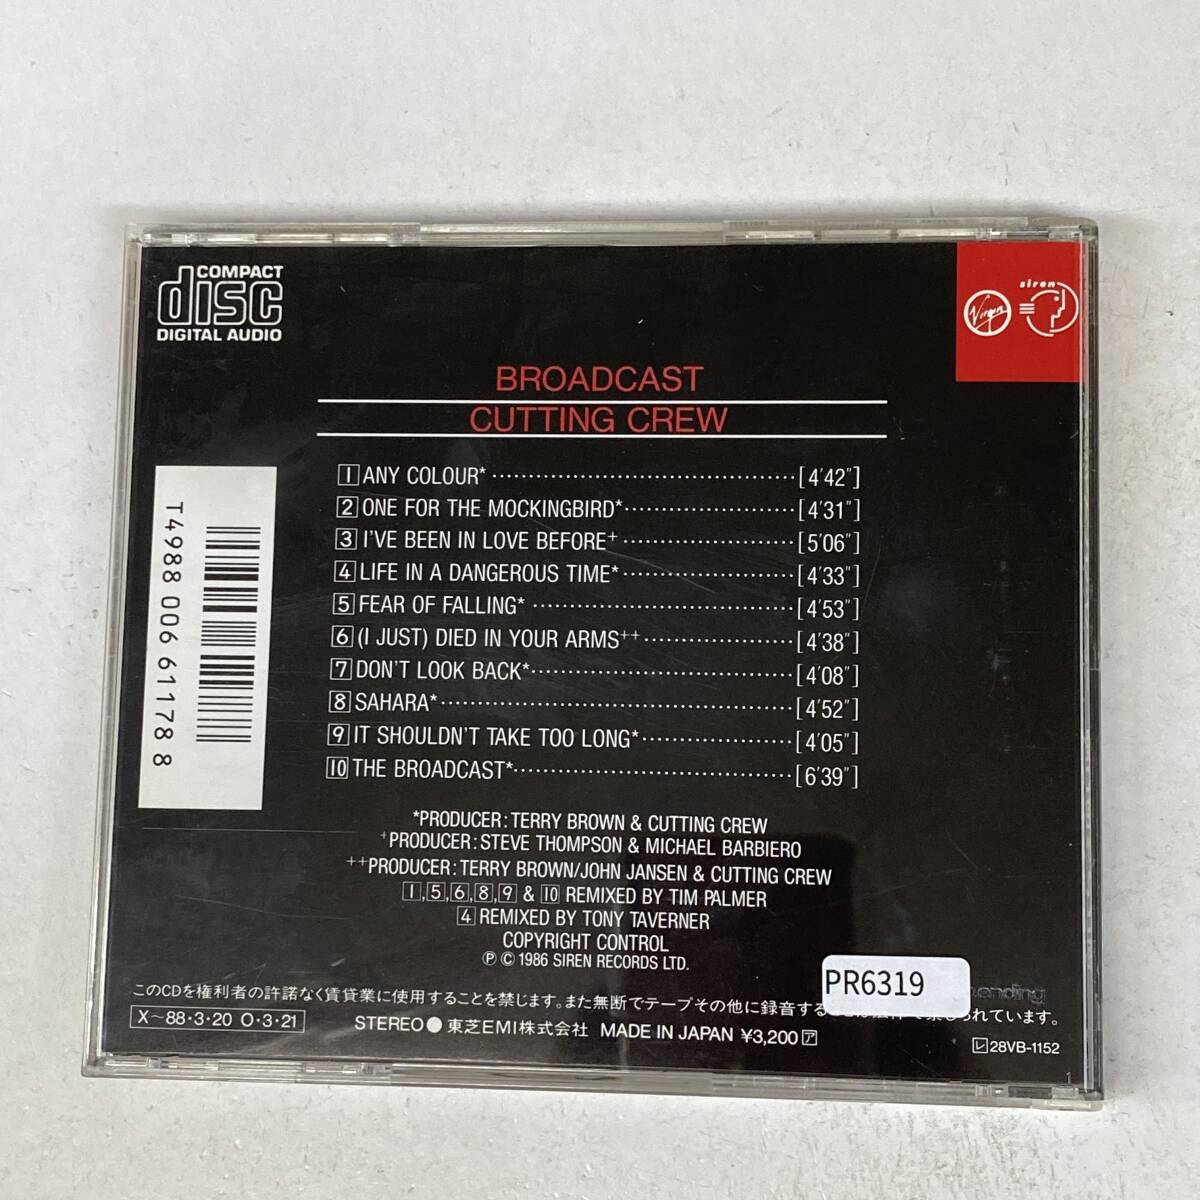 COMPACT
disc
DIGITAL AUDIO
Virgin
siren
BROADCAST
CUTTING CREW
1 ANY COLOUR* [4'42"]
2 ONE FOR THE MOCKINGBIRD* [4'31"]
3 I'VE BEEN IN LOVE BEFORE+ [5'06"]
4 LIFE IN A DANGEROUS TIME* [4'33"]
5 FEAR OF FALLING* [4'53"]
6 (I JUST) DIED IN YOUR ARMS++ [4'38"]
7 DON'T LOOK BACK* [4'08"]
8 SAHARA* [4'52"]
9 IT SHOULDN'T TAKE TOO LONG* [4'05"]
10 THE BROADCAST* [6'39"]
T4988 006 61178 8
*PRODUCER: TERRY BROWN & CUTTING CREW
+PRODUCER: STEVE THOMPSON & MICHAEL BARBIERO
++PRODUCER: TERRY BROWN/JOHN JANSEN & CUTTING CREW
1,5,6,8,9 & 10 REMIXED BY TIM PALMER
4 REMIXED BY TONY TAVERNER
COPYRIGHT CONTROL
Ⓟ © 1986 SIREN RECORDS LTD.
PR6319
このCDを権利者の許諾なく賃貸業に使用することを禁じます。また無断でテープその他に録音する られています。
X〜88・3・20 O・3・21
STEREO ● 東芝EMI株式会社 MADE IN JAPAN ¥3,200 ア
レ 28VB-1152
1